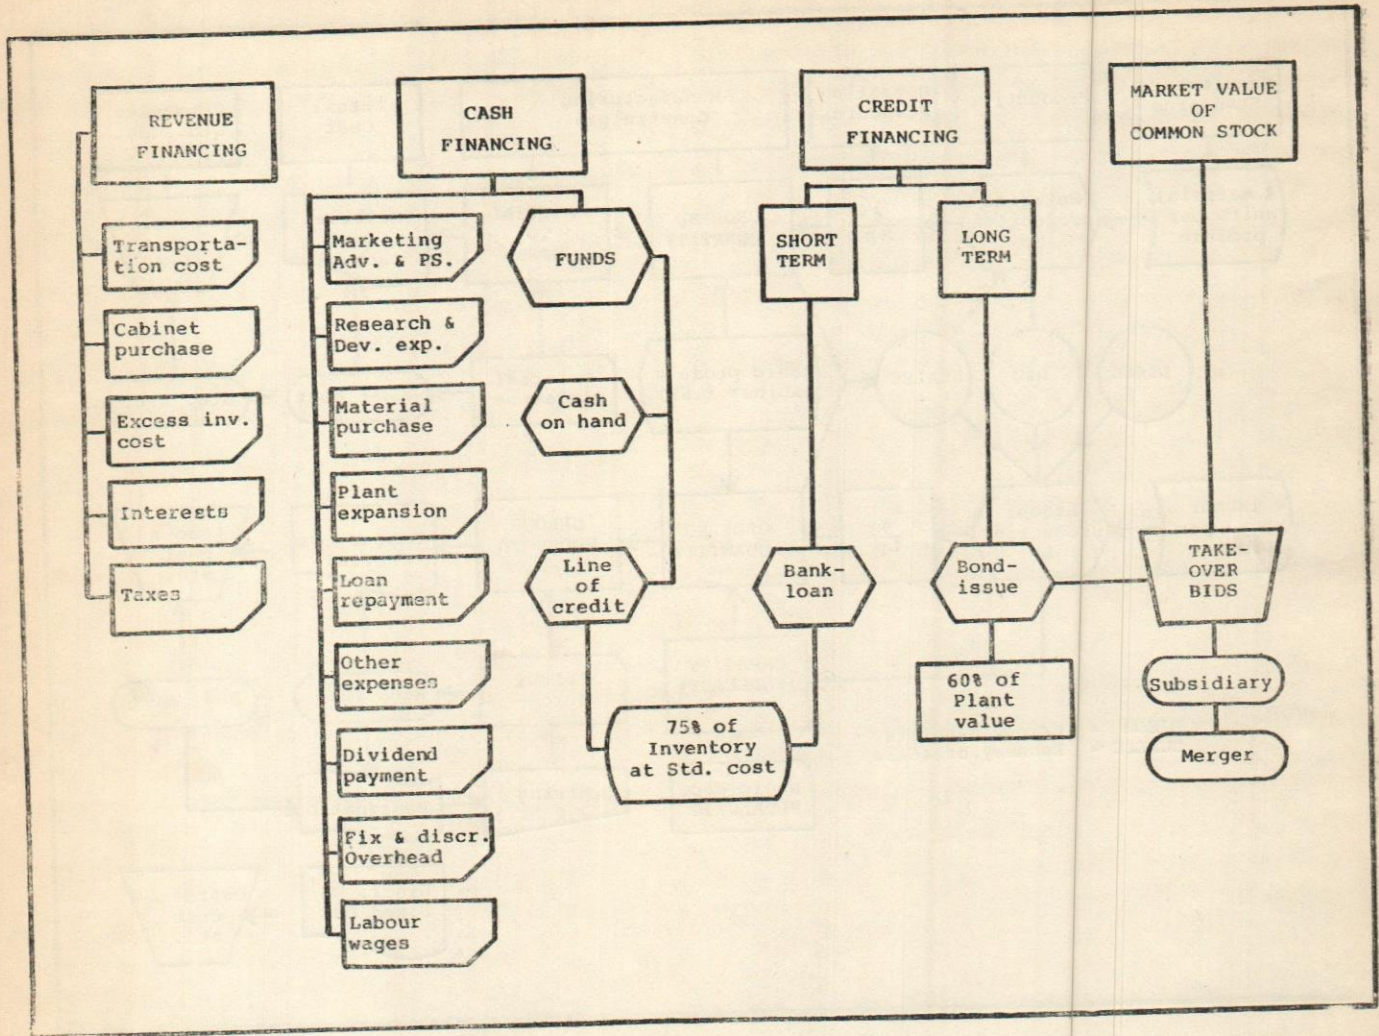 REVENUE
FINANCING
Transporta-
tion cost
Cabinet
purchase
Excess inv.
cost
Interests
Taxes
CASH
FINANCING
Marketing
Adv. & PS.
Research &
Dev. exp.
Material
purchase
Plant
expansion
Loan
repayment
Other
expenses
Dividend
payment
Fix & discr.
Overhead
Labour
wages
FUNDS
Cash
on hand
Line
of
credit
75% of
Inventory
at Std. cost
CREDIT
FINANCING
SHORT
TERM
Bank-
loan
LONG
TERM
Bond-
issue
60% of
Plant
value
MARKET VALUE
OF
COMMON STOCK
TAKE-
OVER
BIDS
Subsidiary
Merger